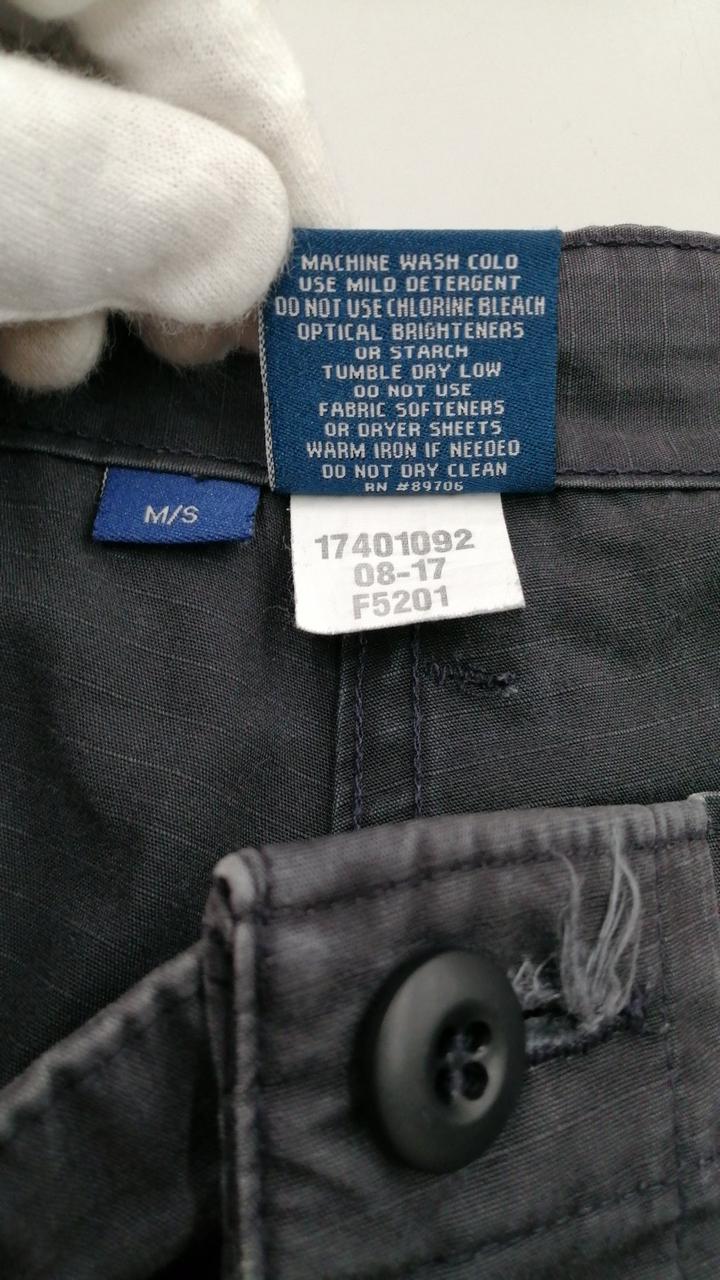 MACHINE WASH COLD
USE MILD DETERGENT
DO NOT USE CHLORINE BLEACH
OPTICAL BRIGHTENERS
OR STARCH
TUMBLE DRY LOW
DO NOT USE
FABRIC SOFTENERS
OR DRYER SHEETS
WARM IRON IF NEEDED
DO NOT DRY CLEAN
RN #89706
M/S
17401092
08-17
F5201